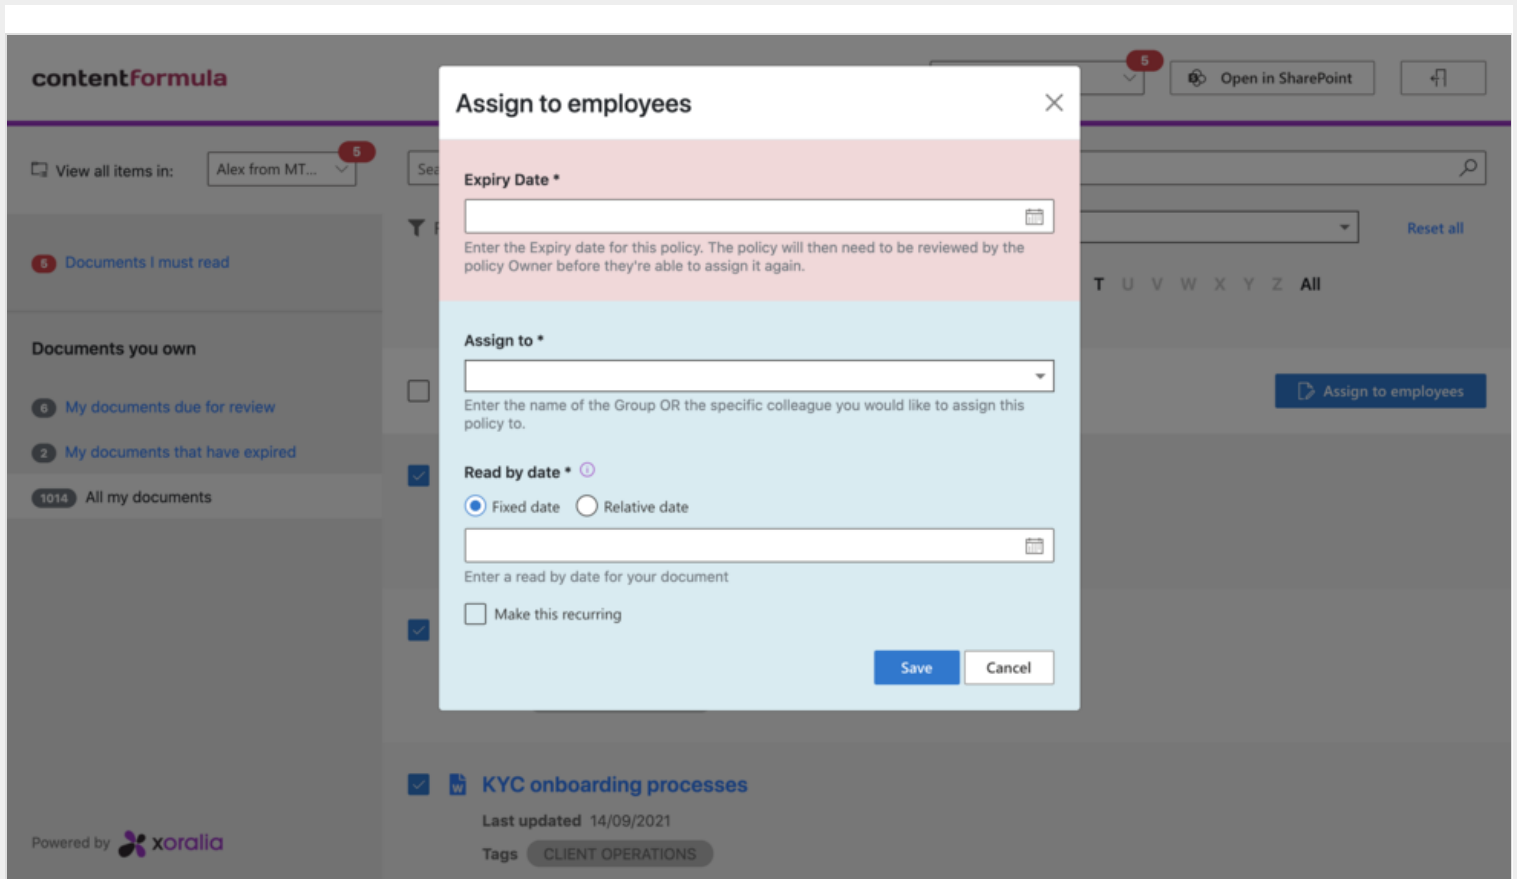 contentformula
5
Open in SharePoint
View all items in:
Alex from MT...
5
5 Documents I must read
Documents you own
6 My documents due for review
2 My documents that have expired
1014 All my documents
Powered by xoralia
Assign to employees
Expiry Date *
Enter the Expiry date for this policy. The policy will then need to be reviewed by the
policy Owner before they're able to assign it again.
Assign to *
Enter the name of the Group OR the specific colleague you would like to assign this
policy to.
Read by date *
Fixed date Relative date
Enter a read by date for your document
Make this recurring
Save Cancel
Reset all
T U V W X Y Z All
Assign to employees
KYC onboarding processes
Last updated 14/09/2021
Tags CLIENT OPERATIONS